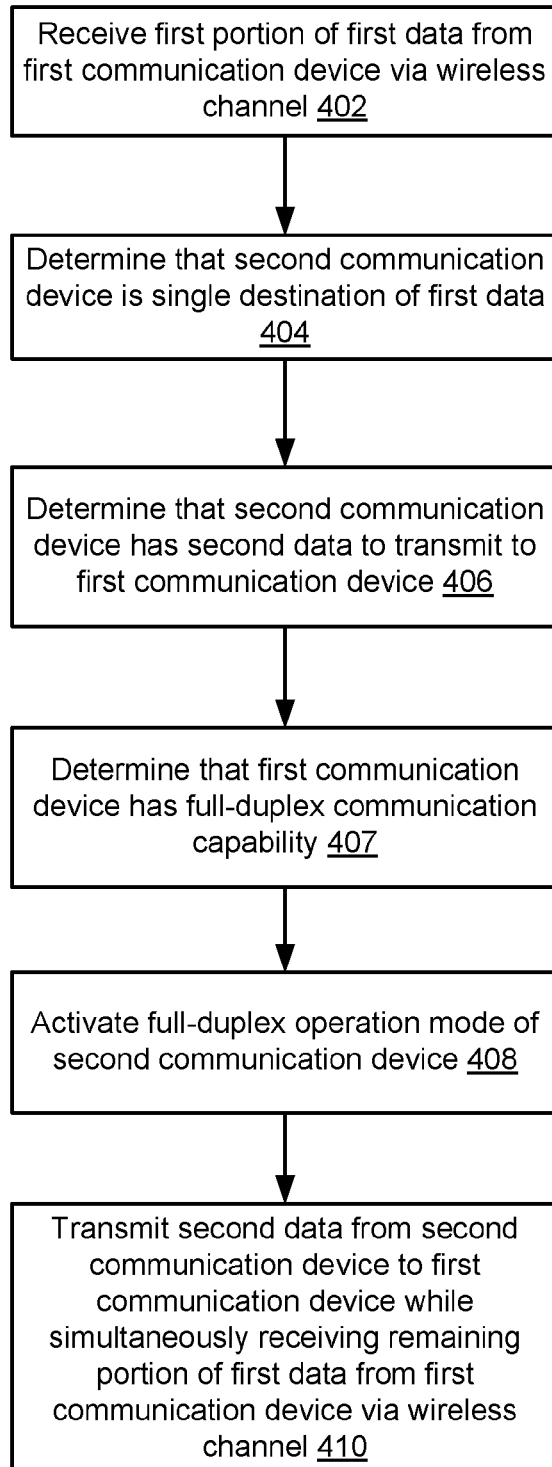 Receive first portion of first data from
first communication device via wireless
channel 402
Determine that second communication
device is single destination of first data
404
Determine that second communication
device has second data to transmit to
first communication device 406
Determine that first communication
device has full-duplex communication
capability 407
Activate full-duplex operation mode of
second communication device 408
Transmit second data from second
communication device to first
communication device while
simultaneously receiving remaining
portion of first data from first
communication device via wireless
channel 410